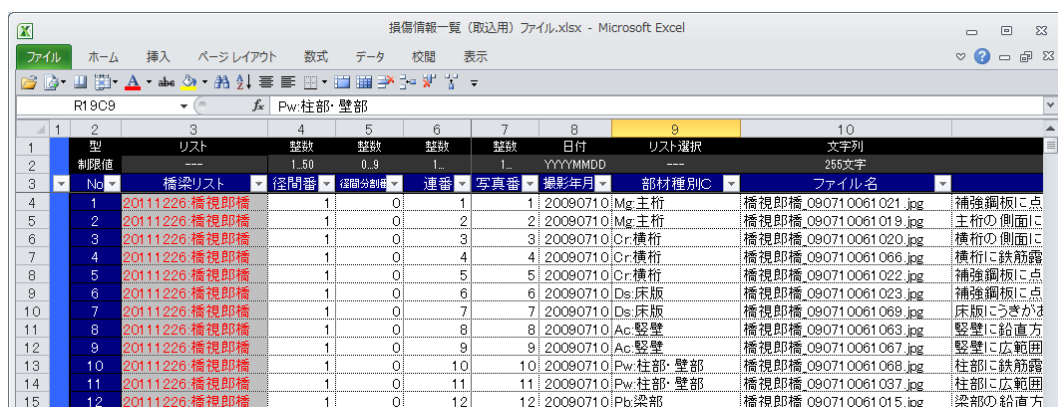 損傷情報一覧（取込用）ファイル.xlsx - Microsoft Excel
ファイル ホーム 挿入 ページ レイアウト 数式 データ 校閲 表示
R19C9 fx Pw:柱部・壁部
1 2 3 4 5 6 7 8 9 10
1 型 リスト 整数 整数 整数 整数 日付 リスト選択 文字列
2 制限値 --- 1...50 0...9 1... 1... YYYYMMDD --- 255文字
3 No 橋梁リスト 径間番 径間分割番 連番 写真番 撮影年月 部材種別C ファイル名
4 1 20111226:橋視郎橋 1 0 1 1 20090710 Mg:主桁 橋視郎橋_090710061021.jpg 補強鋼板に点
5 2 20111226:橋視郎橋 1 0 2 2 20090710 Mg:主桁 橋視郎橋_090710061019.jpg 主桁の側面に
6 3 20111226:橋視郎橋 1 0 3 3 20090710 Cr:横桁 橋視郎橋_090710061020.jpg 横桁の側面に
7 4 20111226:橋視郎橋 1 0 4 4 20090710 Cr:横桁 橋視郎橋_090710061066.jpg 横桁に鉄筋露
8 5 20111226:橋視郎橋 1 0 5 5 20090710 Cr:横桁 橋視郎橋_090710061022.jpg 補強鋼板に点
9 6 20111226:橋視郎橋 1 0 6 6 20090710 Ds:床版 橋視郎橋_090710061023.jpg 補強鋼板に点
10 7 20111226:橋視郎橋 1 0 7 7 20090710 Ds:床版 橋視郎橋_090710061069.jpg 床版にうきがあ
11 8 20111226:橋視郎橋 1 0 8 8 20090710 Ac:竪壁 橋視郎橋_090710061063.jpg 竪壁に鉛直方
12 9 20111226:橋視郎橋 1 0 9 9 20090710 Ac:竪壁 橋視郎橋_090710061067.jpg 竪壁に広範囲
13 10 20111226:橋視郎橋 1 0 10 10 20090710 Pw:柱部・壁部 橋視郎橋_090710061068.jpg 柱部に鉄筋露
14 11 20111226:橋視郎橋 1 0 11 11 20090710 Pw:柱部・壁部 橋視郎橋_090710061037.jpg 柱部に広範囲
15 12 20111226:橋視郎橋 1 0 12 12 20090710 Pb:梁部 橋視郎橋_090710061015.jpg 梁部の鉛直方